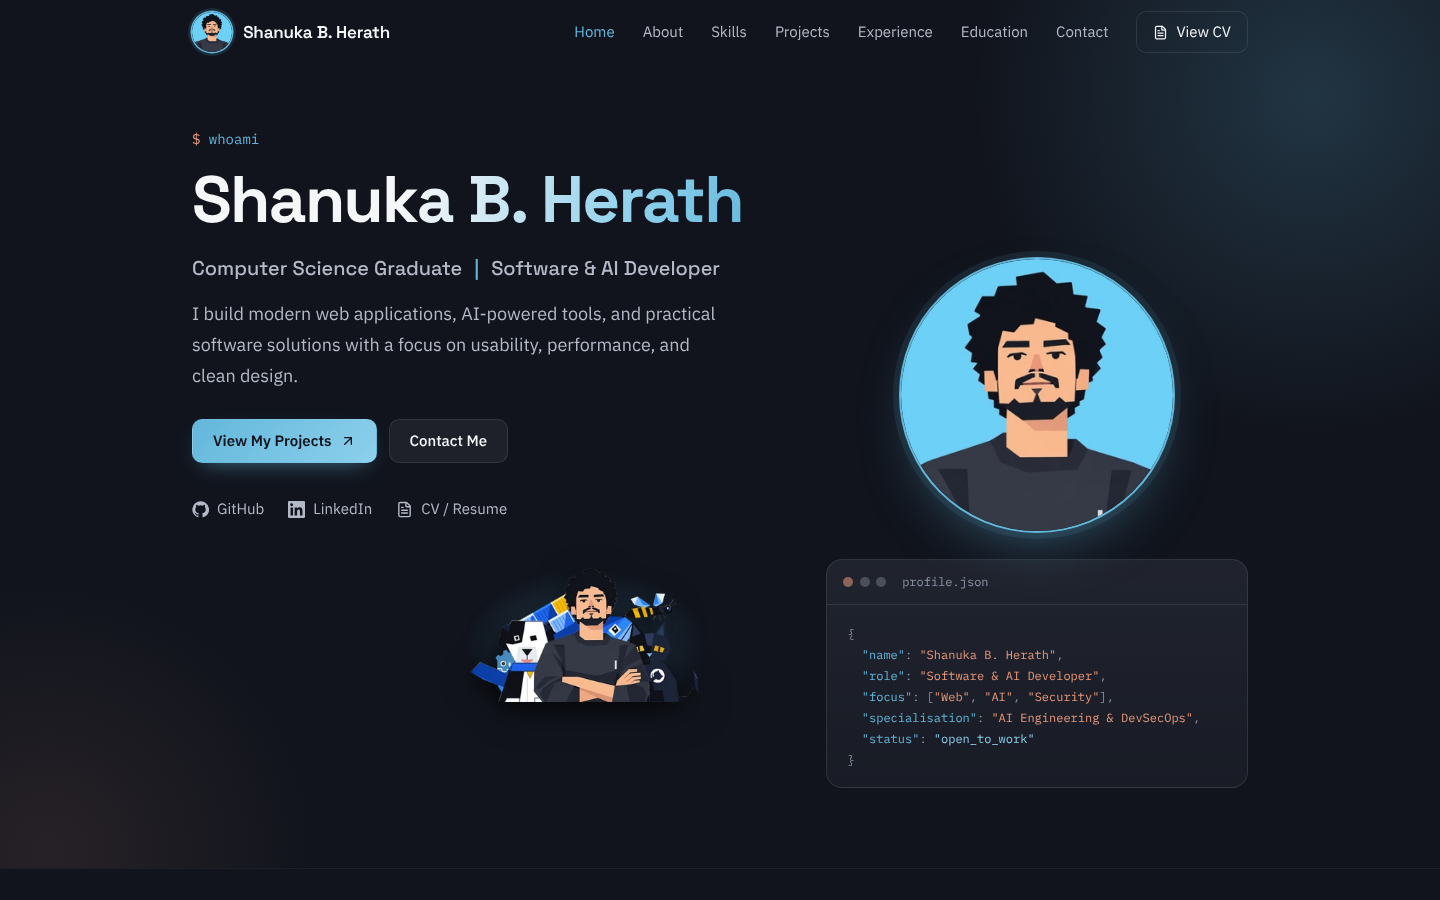 Shanuka B. Herath
Home About Skills Projects Experience Education Contact View CV
$ whoami
Shanuka B. Herath
Computer Science Graduate | Software & AI Developer
I build modern web applications, AI-powered tools, and practical
software solutions with a focus on usability, performance, and
clean design.
View My Projects
Contact Me
GitHub LinkedIn CV / Resume
profile.json
{
"name": "Shanuka B. Herath",
"role": "Software & AI Developer",
"focus": ["Web", "AI", "Security"],
"specialisation": "AI Engineering & DevSecOps",
"status": "open_to_work"
}